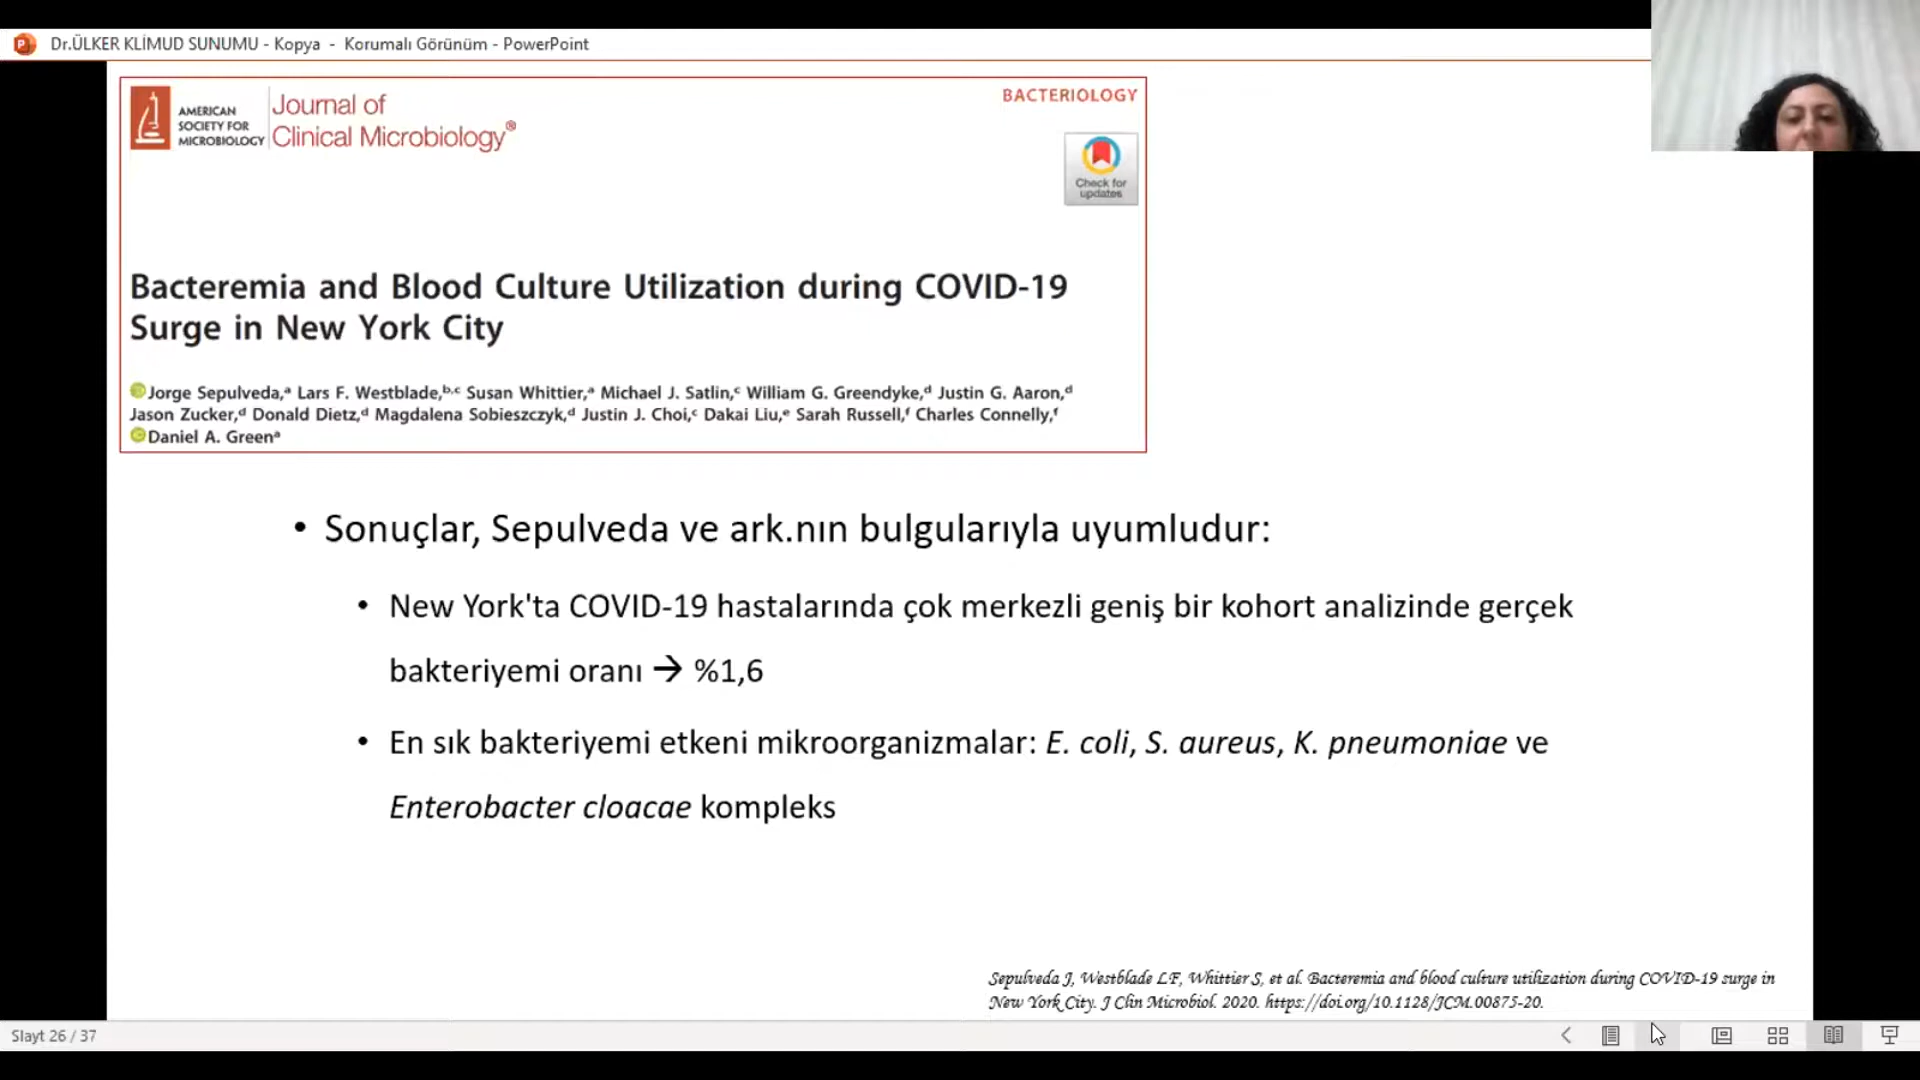 Dr.ÜLKER KLİMUD SUNUMU - Kopya - Korumalı Görünüm - PowerPoint
AMERICAN
SOCIETY FOR
MICROBIOLOGY
Journal of
Clinical Microbiology®
BACTERIOLOGY
Check for
updates
Bacteremia and Blood Culture Utilization during COVID-19
Surge in New York City
Jorge Sepulveda,ᵃ Lars F. Westblade,ᵇ·ᶜ Susan Whittier,ᵃ Michael J. Satlin,ᶜ William G. Greendyke,ᵈ Justin G. Aaron,ᵈ
Jason Zucker,ᵈ Donald Dietz,ᵈ Magdalena Sobieszczyk,ᵈ Justin J. Choi,ᶜ Dakai Liu,ᵉ Sarah Russell,ᶠ Charles Connelly,ᶠ
Daniel A. Greenᵃ
• Sonuçlar, Sepulveda ve ark.nın bulgularıyla uyumludur:
• New York'ta COVID-19 hastalarında çok merkezli geniş bir kohort analizinde gerçek
bakteriyemi oranı → %1,6
• En sık bakteriyemi etkeni mikroorganizmalar: E. coli, S. aureus, K. pneumoniae ve
Enterobacter cloacae kompleks
Sepulveda J, Westblade LF, Whittier S, et al. Bacteremia and blood culture utilization during COVID-19 surge in
New York City. J Clin Microbiol. 2020. https://doi.org/10.1128/JCM.00875-20.
Slayt 26 / 37